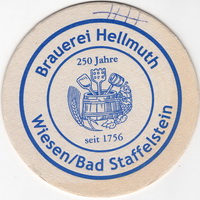 Brauerei Hellmuth
250 Jahre
seit 1756
Wiesen/Bad Staffelstein